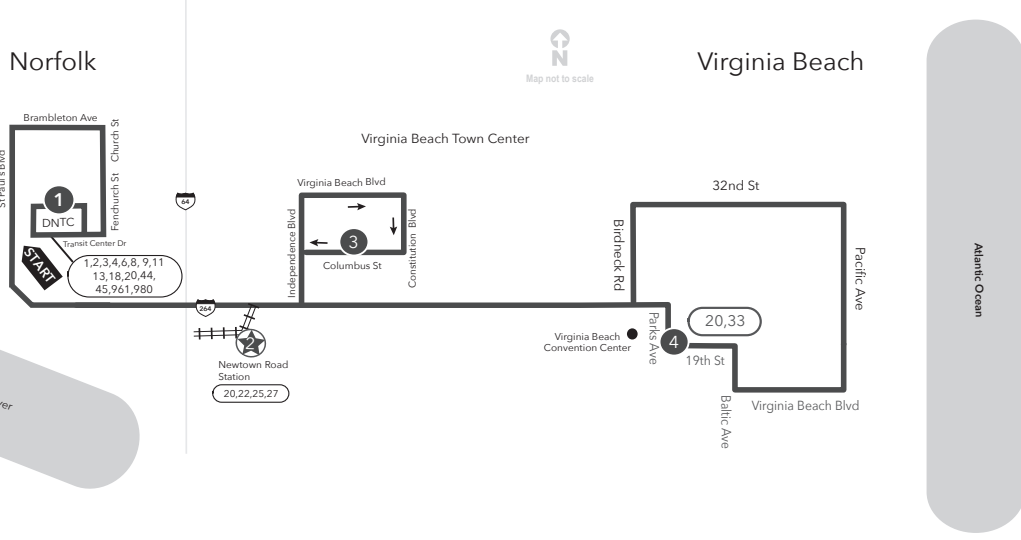 Norfolk
N
Map not to scale
Virginia Beach
Brambleton Ave
St Paul's Blvd
Church St
Fenchurch St
1
DNTC
Transit Center Dr
START
1,2,3,4,6,8, 9,11
13,18,20,44,
45,961,980
64
264
Virginia Beach Town Center
Virginia Beach Blvd
Independence Blvd
Constitution Blvd
3
Columbus St
2
Newtown Road
Station
20,22,25,27
32nd St
Birdneck Rd
Pacific Ave
Virginia Beach
Convention Center
Parks Ave
4
20,33
19th St
Baltic Ave
Virginia Beach Blvd
Atlantic Ocean